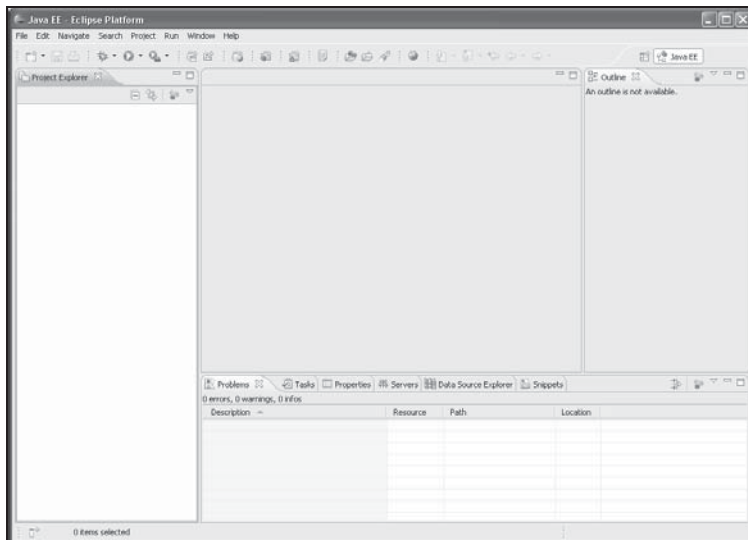 Java EE - Eclipse Platform
File Edit Navigate Search Project Run Window Help
Java EE
Project Explorer
Outline
An outline is not available.
Problems Tasks Properties Servers Data Source Explorer Snippets
0 errors, 0 warnings, 0 infos
Description Resource Path Location
0 items selected